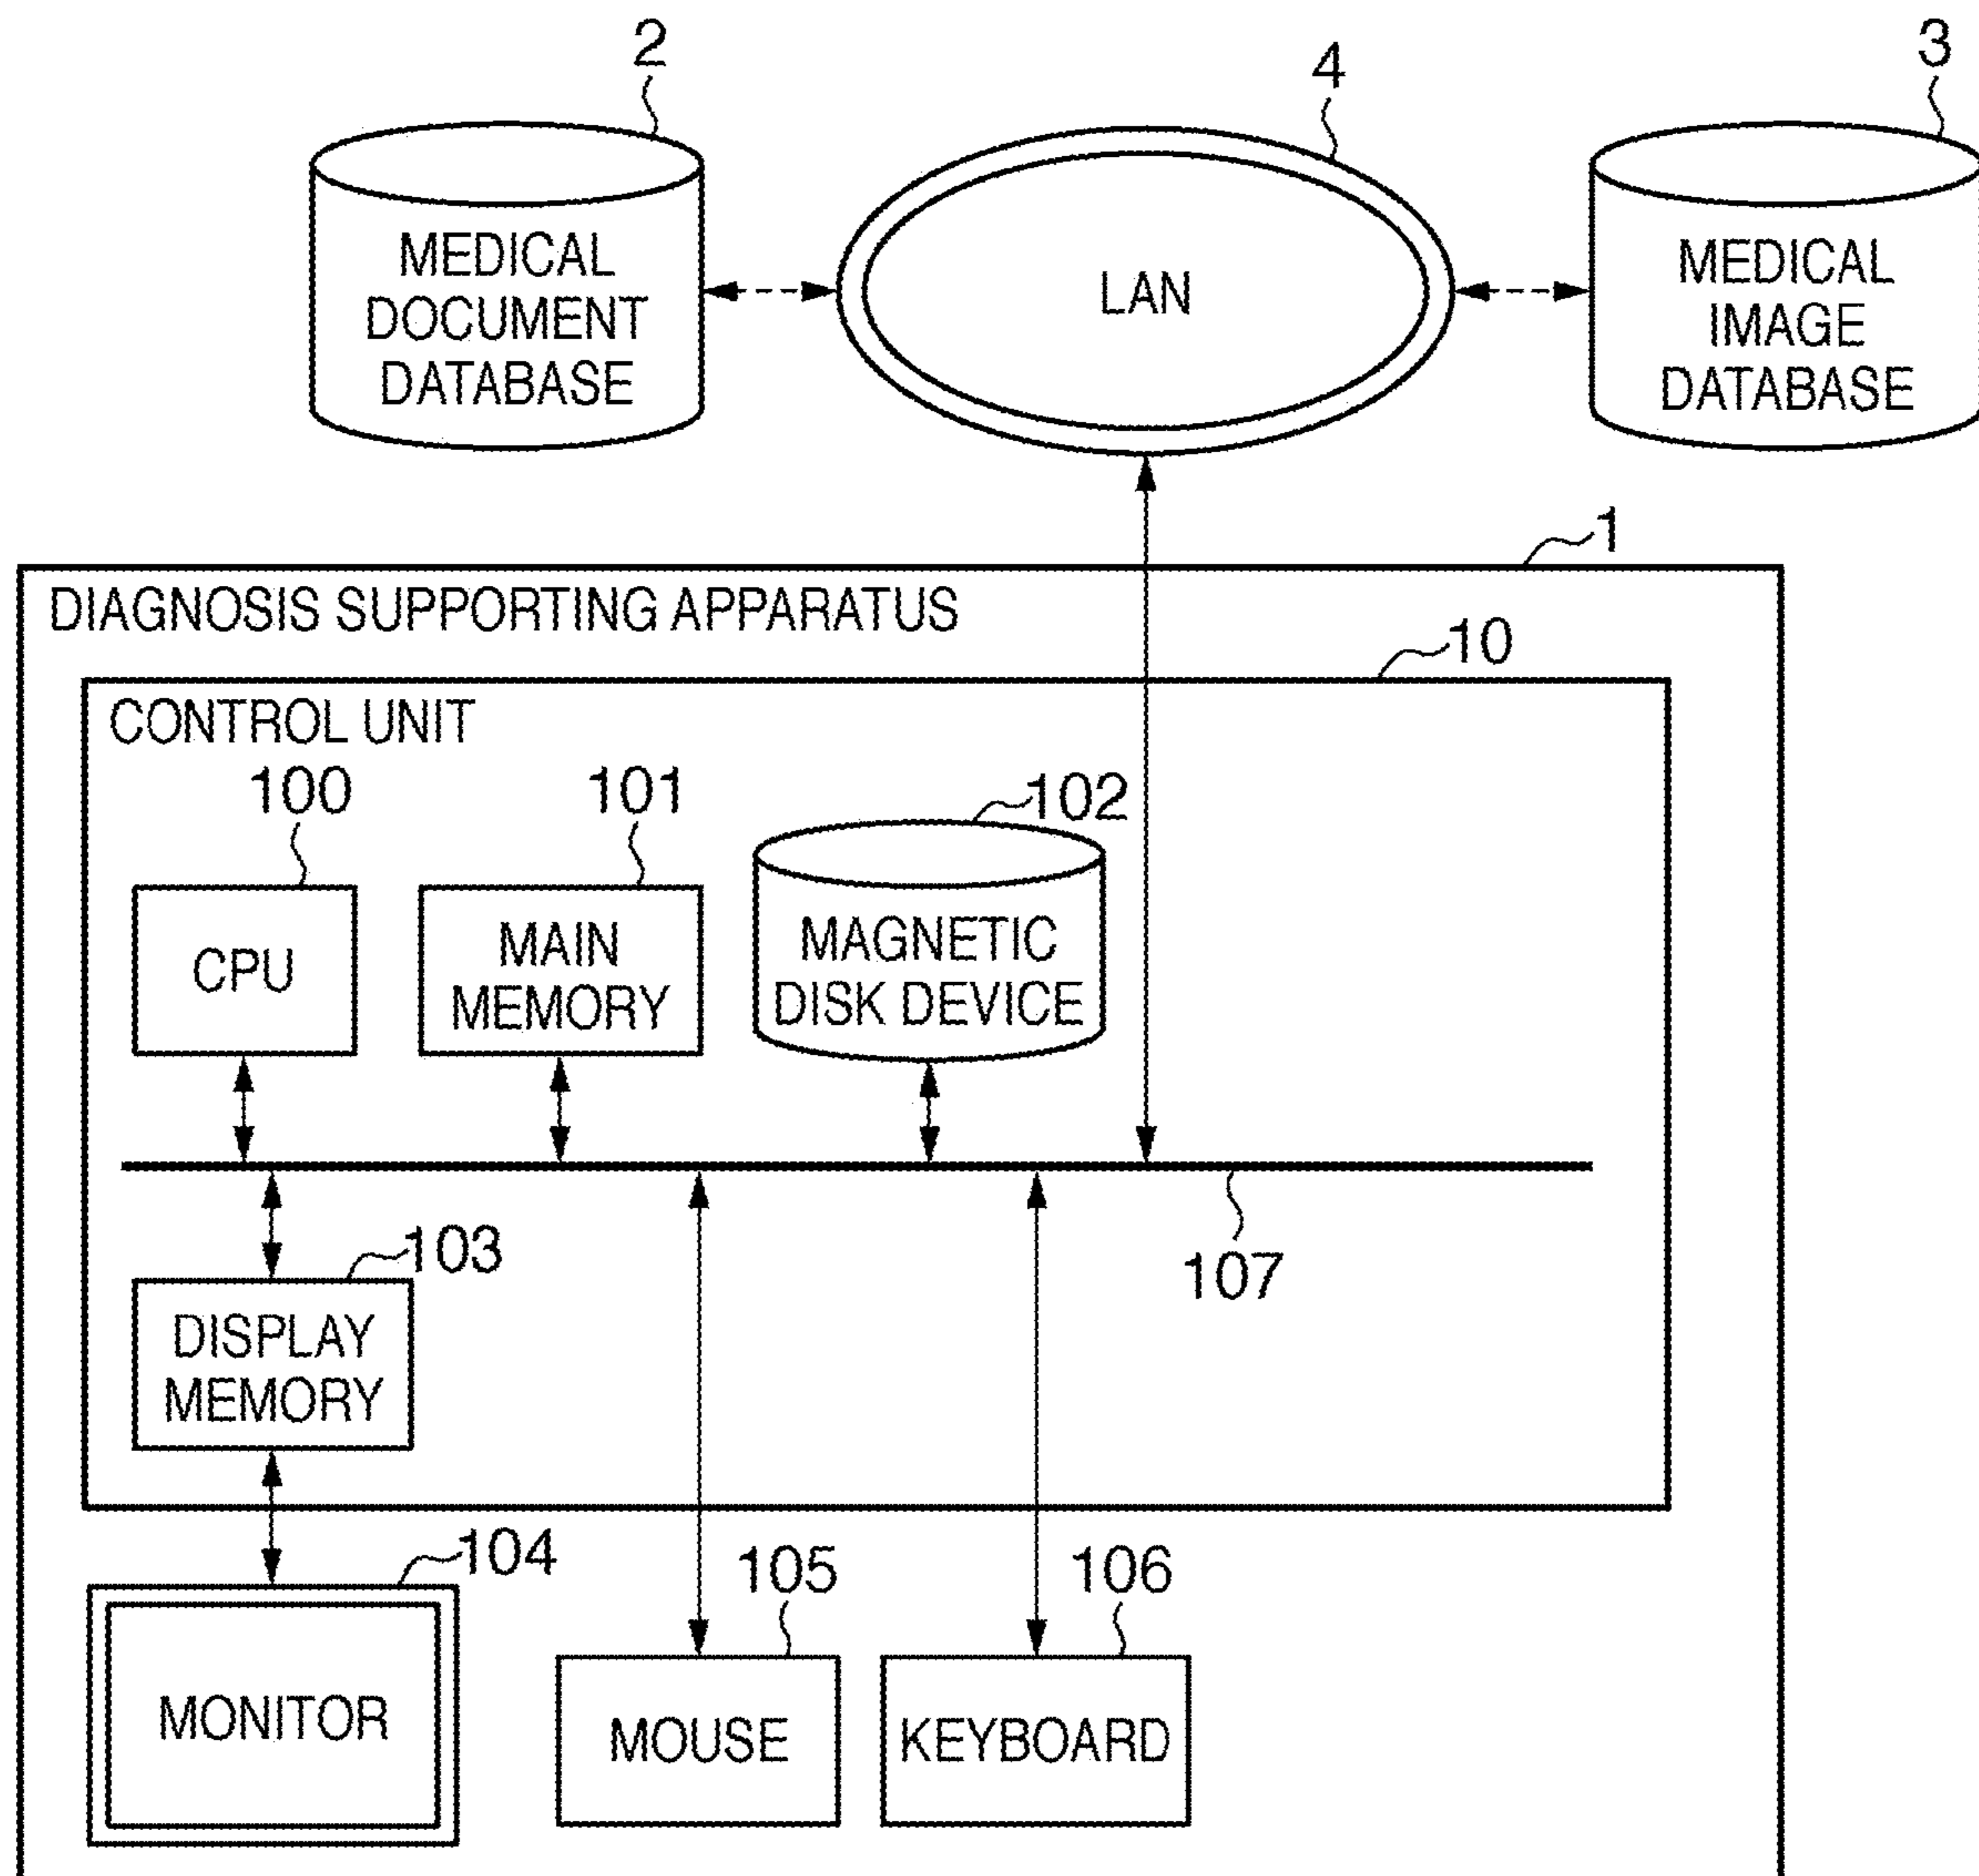 2
4
3
MEDICAL
DOCUMENT
DATABASE
LAN
MEDICAL
IMAGE
DATABASE
1
DIAGNOSIS SUPPORTING APPARATUS
10
CONTROL UNIT
100
101
102
CPU
MAIN
MEMORY
MAGNETIC
DISK DEVICE
103
107
DISPLAY
MEMORY
104
105
106
MONITOR
MOUSE
KEYBOARD